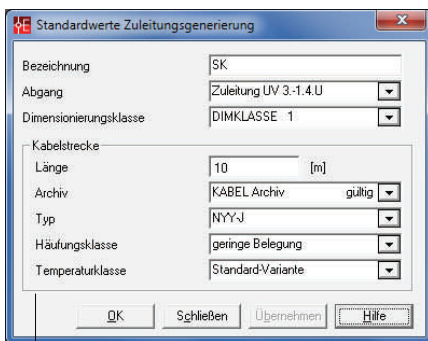 Standardwerte Zuleitungsgenerierung
Bezeichnung SK
Abgang Zuleitung UV 3.-1.4.U
Dimensionierungsklasse DIMKLASSE 1
Kabelstrecke
Länge 10 [m]
Archiv KABEL Archiv gültig
Typ NYY-J
Häufungsklasse geringe Belegung
Temperaturklasse Standard-Variante
OK Schließen Übernehmen Hilfe